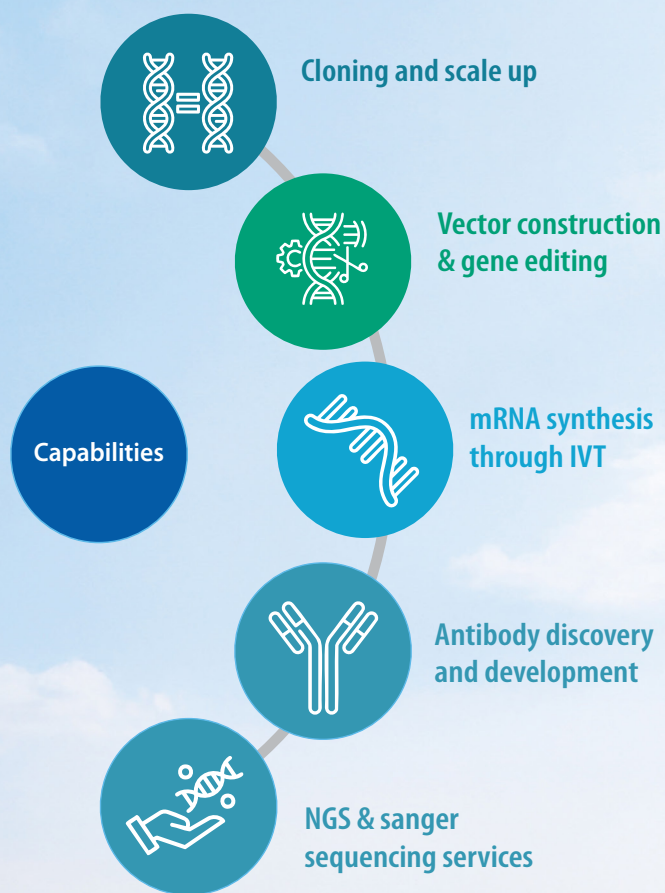 Cloning and scale up
Vector construction
& gene editing
Capabilities
mRNA synthesis
through IVT
Antibody discovery
and development
NGS & sanger
sequencing services